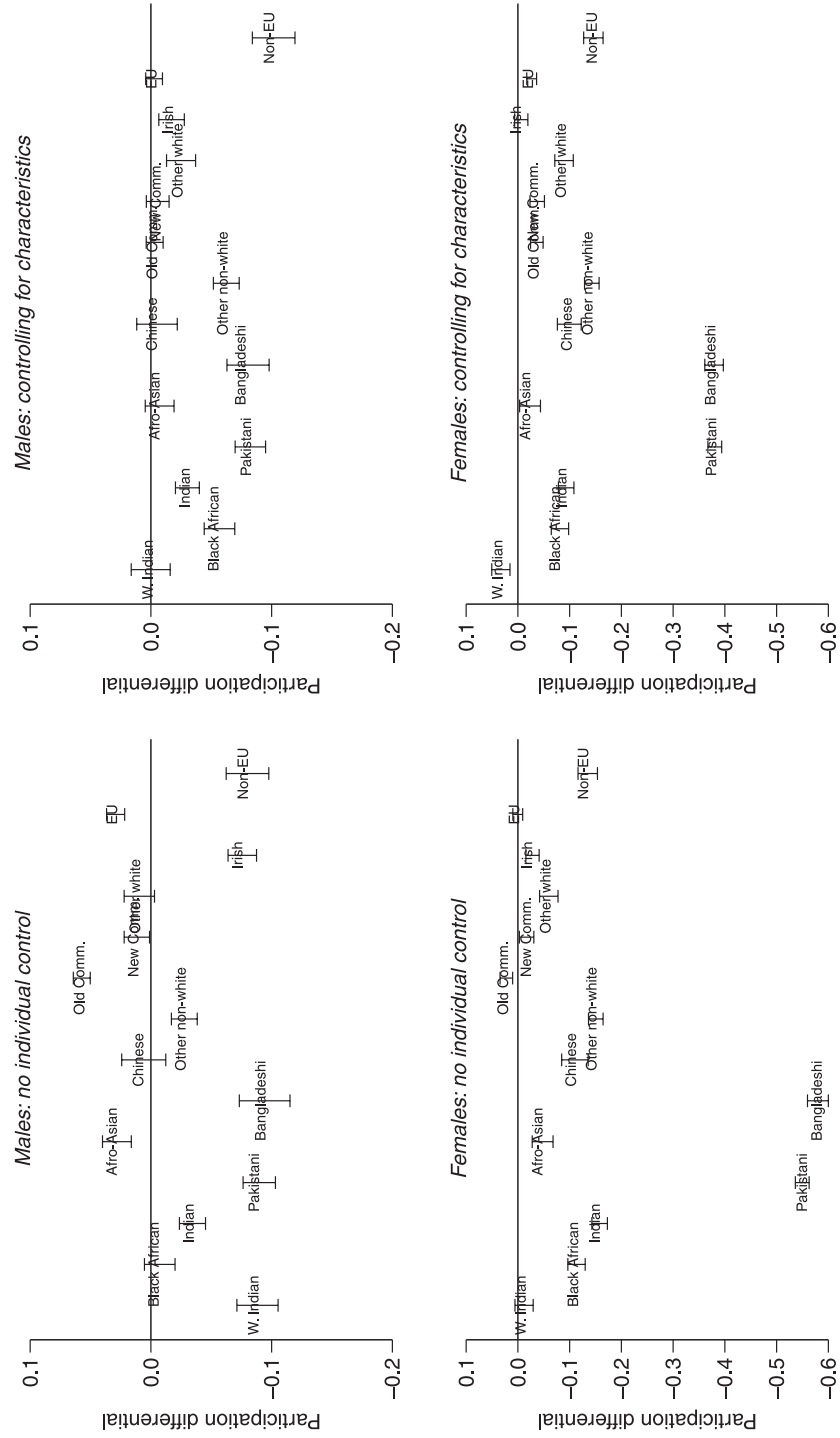 Males: no individual control
0.1
0.0
−0.1
−0.2
Participation differential
W. Indian
Black African
Indian
Pakistani
Afro-Asian
Bangladeshi
Chinese
Other non-white
Old Comm.
New Comm.
Other white
Irish
EU
Non-EU
Males: controlling for characteristics
0.1
0.0
−0.1
−0.2
Participation differential
W. Indian
Black African
Indian
Pakistani
Afro-Asian
Bangladeshi
Chinese
Other non-white
Old Comm.
New Comm.
Other white
Irish
EU
Non-EU
Females: no individual control
0.1
0.0
−0.1
−0.2
−0.3
−0.4
−0.5
−0.6
Participation differential
W. Indian
Black African
Indian
Pakistani
Afro-Asian
Bangladeshi
Chinese
Other non-white
Old Comm.
New Comm.
Other white
Irish
EU
Non-EU
Females: controlling for characteristics
0.1
0.0
−0.1
−0.2
−0.3
−0.4
−0.5
−0.6
Participation differential
W. Indian
Black African
Indian
Pakistani
Afro-Asian
Bangladeshi
Chinese
Other non-white
Old Comm.
New Comm.
Other white
Irish
EU
Non-EU